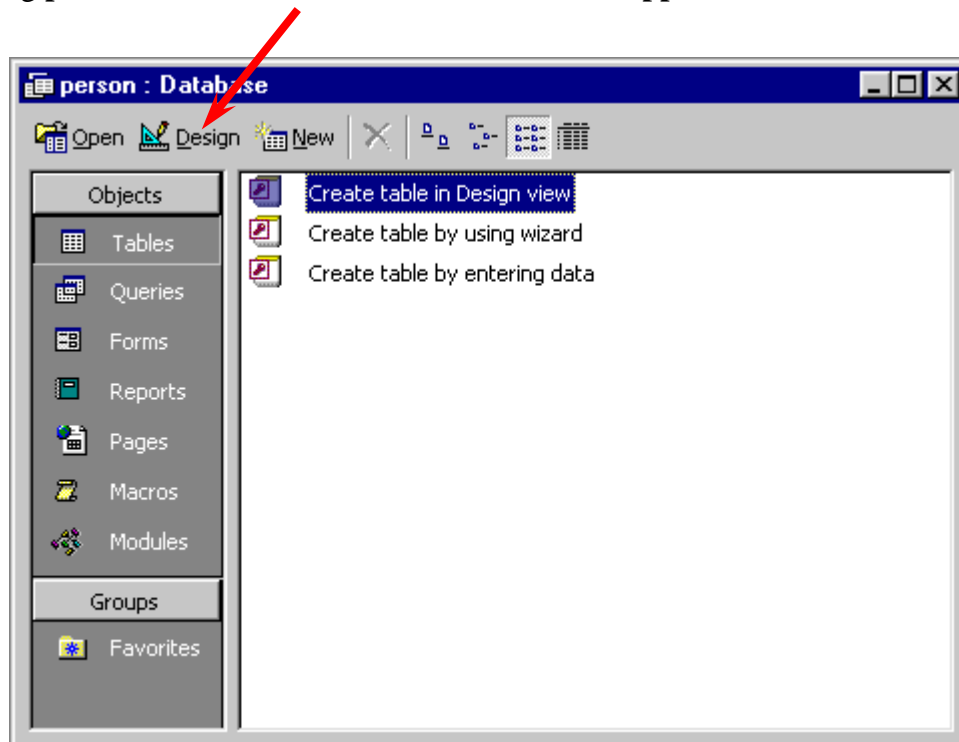 person : Database
Open Design New
Objects
Tables
Queries
Forms
Reports
Pages
Macros
Modules
Groups
Favorites
Create table in Design view
Create table by using wizard
Create table by entering data